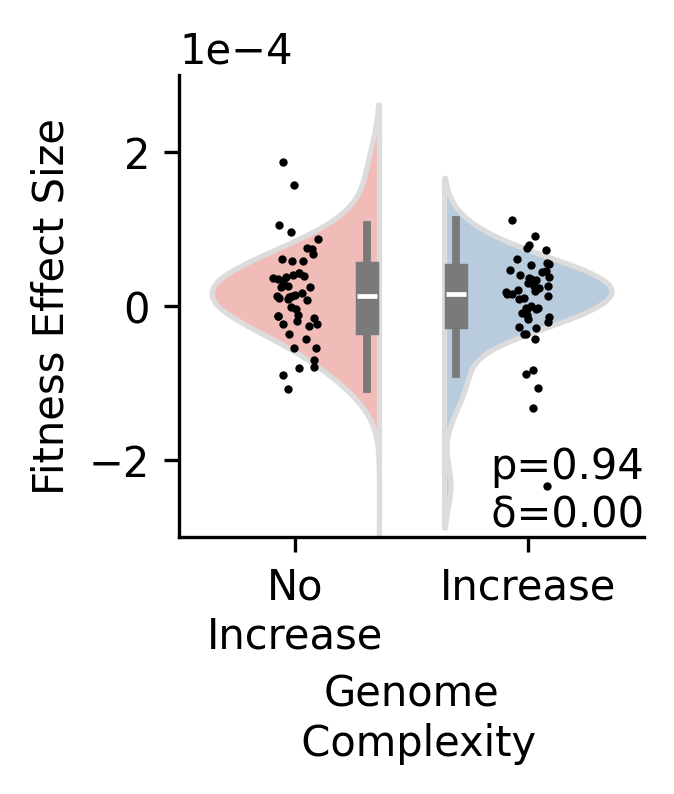 1e−4
Fitness Effect Size
2
0
−2
p=0.94
δ=0.00
No
Increase
Increase
Genome
Complexity